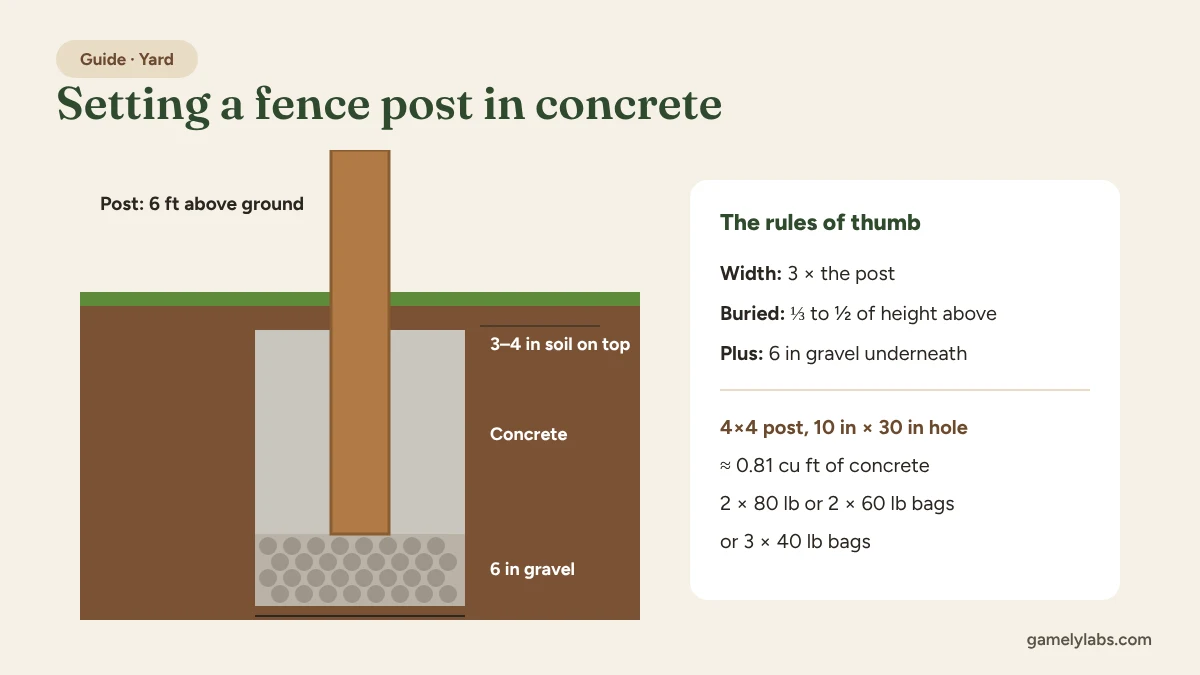 Guide · Yard
Setting a fence post in concrete
Post: 6 ft above ground
3–4 in soil on top
Concrete
6 in gravel
The rules of thumb
Width: 3 × the post
Buried: ⅓ to ½ of height above
Plus: 6 in gravel underneath
4×4 post, 10 in × 30 in hole
≈ 0.81 cu ft of concrete
2 × 80 lb or 2 × 60 lb bags
or 3 × 40 lb bags
gamelylabs.com